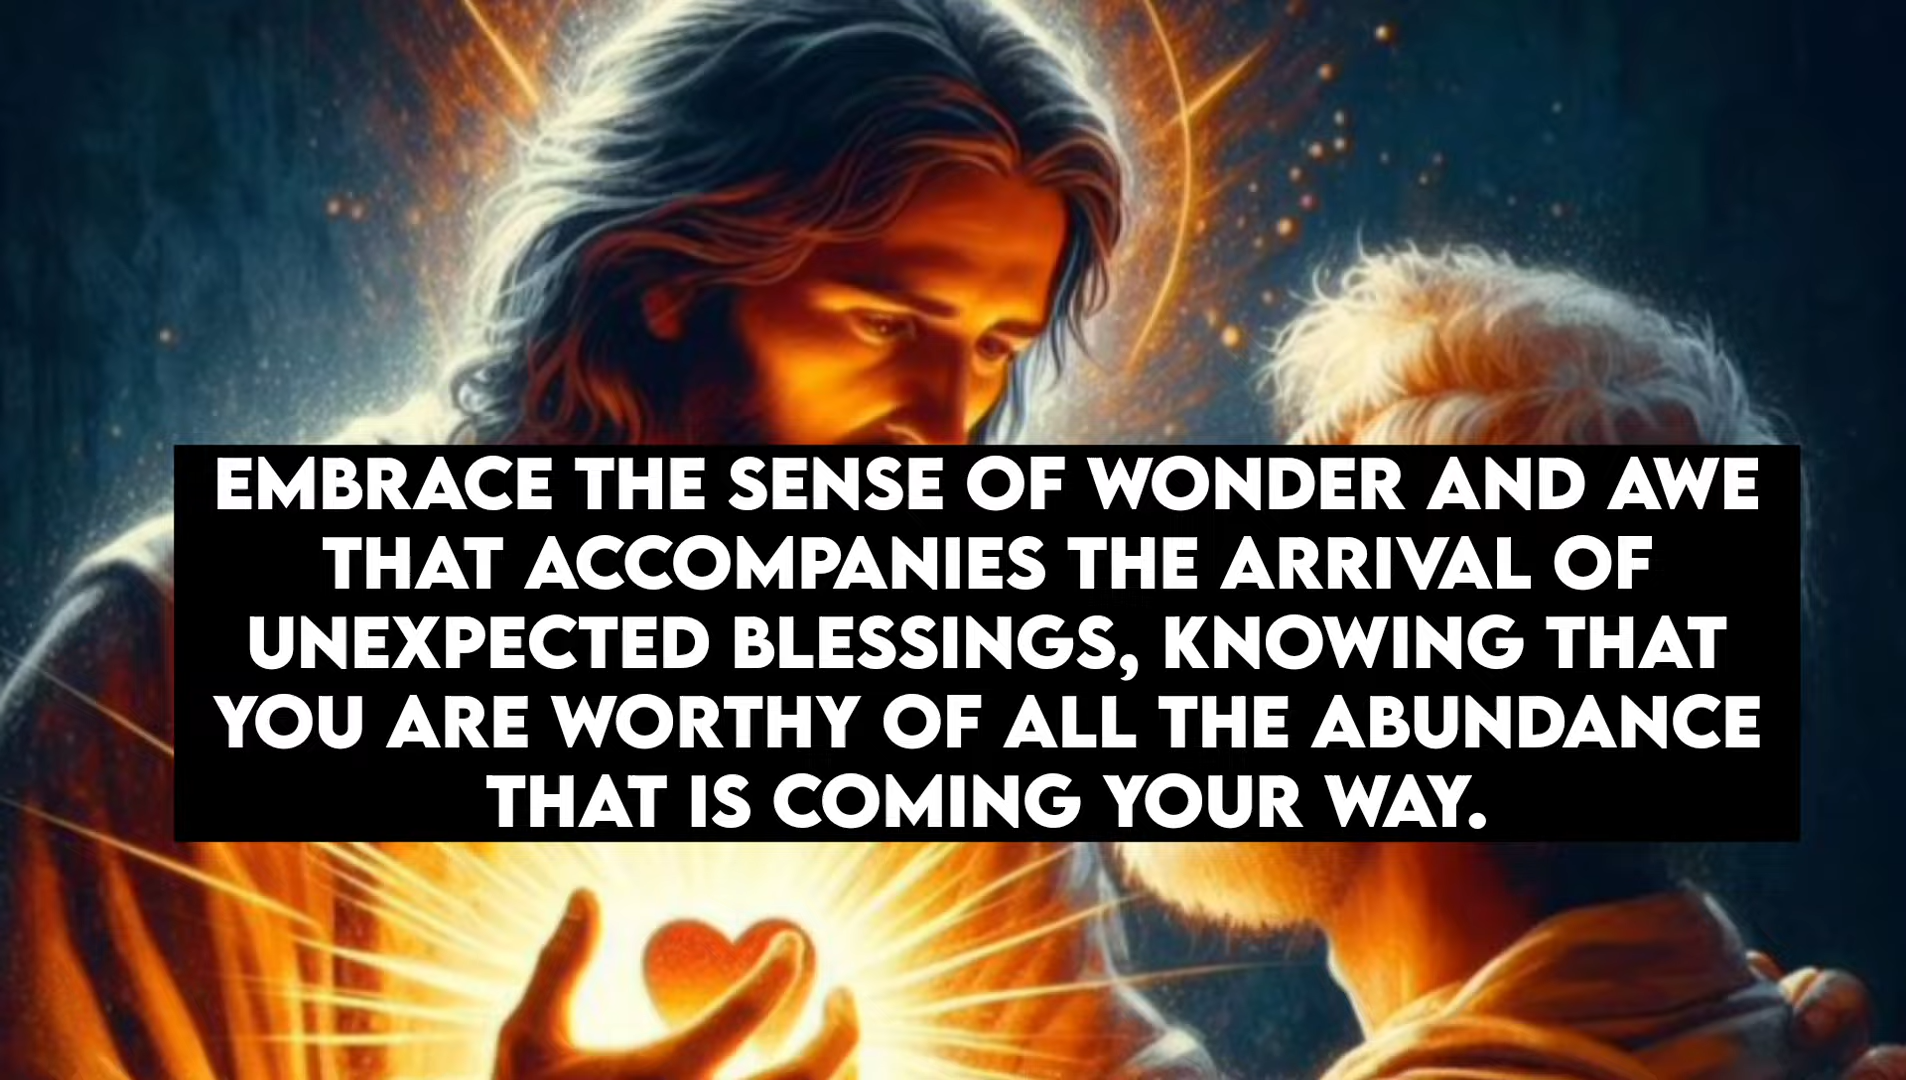 EMBRACE THE SENSE OF WONDER AND AWE
THAT ACCOMPANIES THE ARRIVAL OF
UNEXPECTED BLESSINGS, KNOWING THAT
YOU ARE WORTHY OF ALL THE ABUNDANCE
THAT IS COMING YOUR WAY.